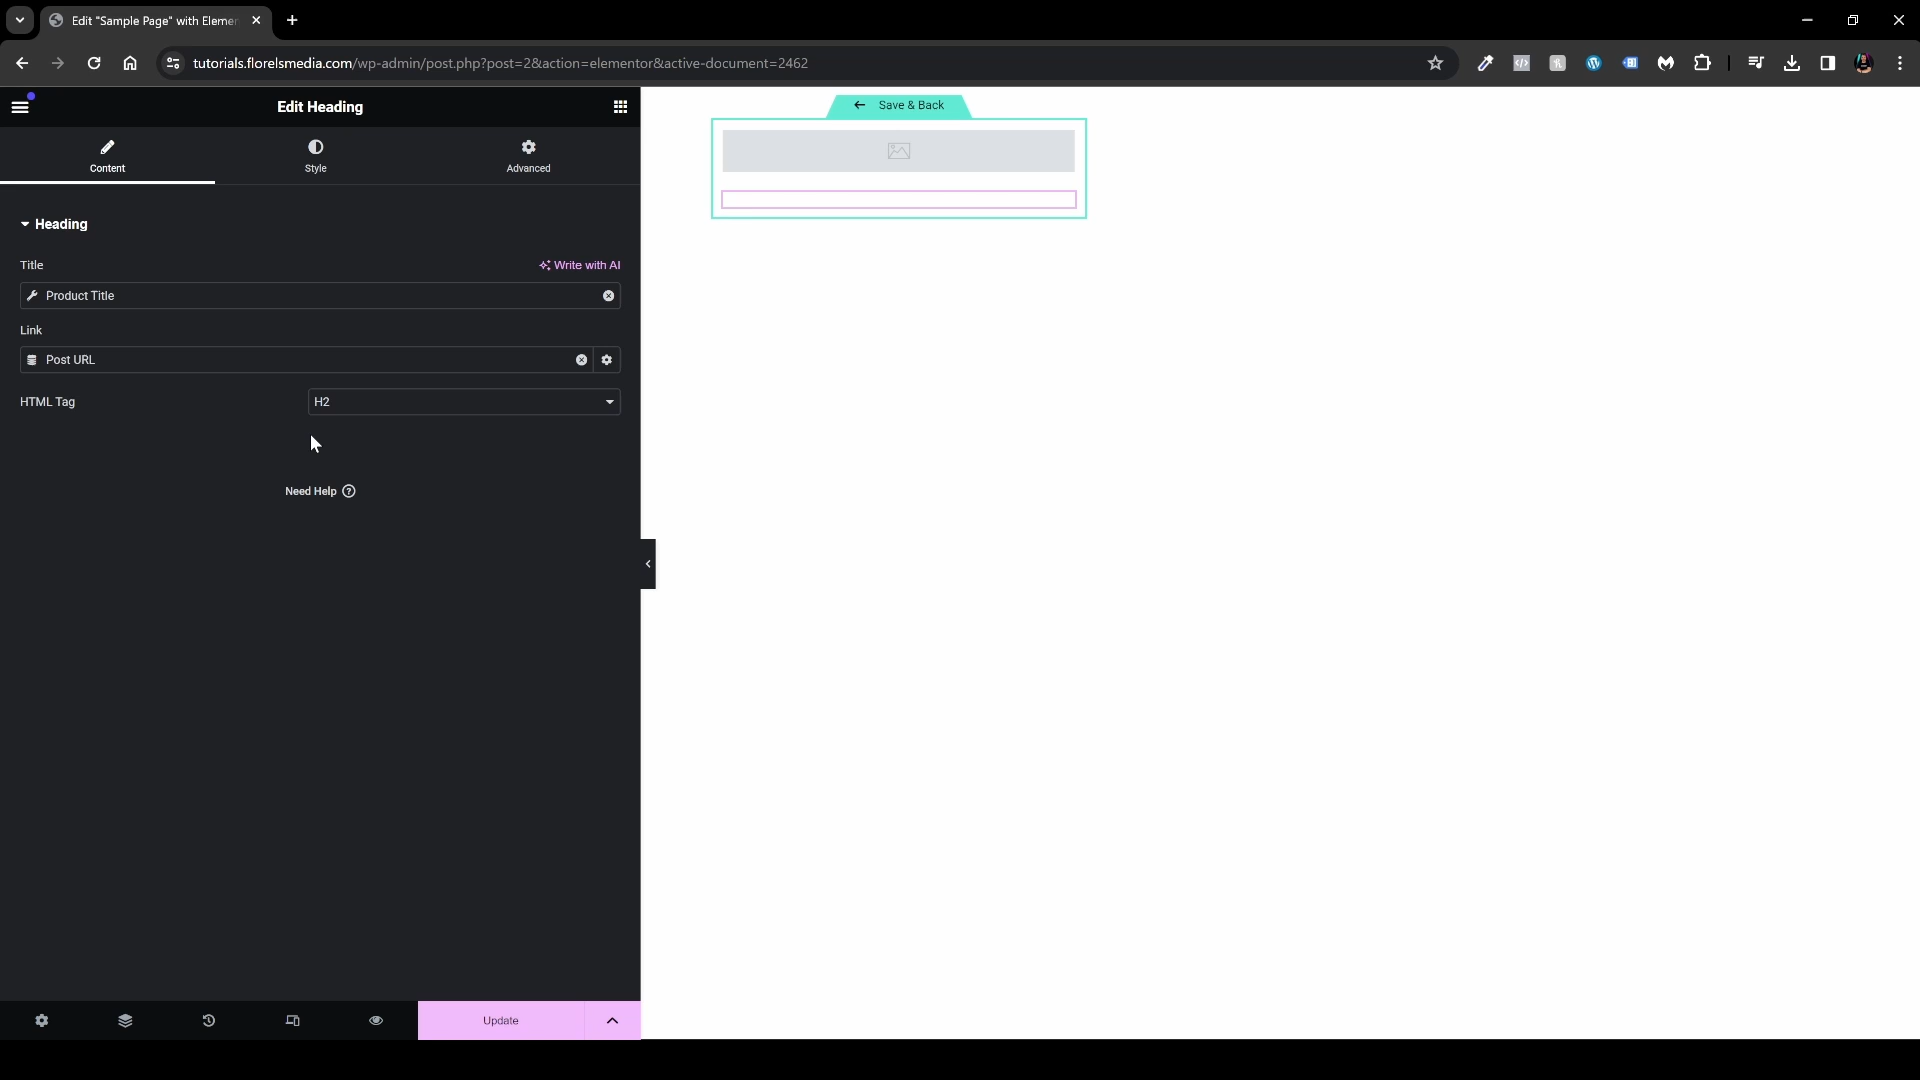 Edit "Sample Page" with Elemen
tutorials.florelsmedia.com/wp-admin/post.php?post=2&action=elementor&active-document=2462
Edit Heading
Save & Back
Content
Style
Advanced
Heading
Title
Write with AI
Product Title
Link
Post URL
HTML Tag
H2
Need Help
Update